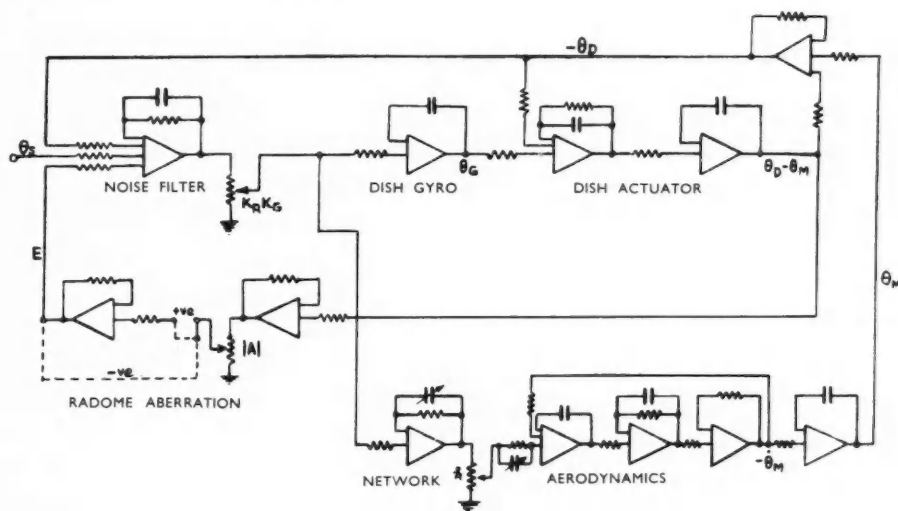 -θD
θS
NOISE FILTER
KRKG
DISH GYRO
θG
DISH ACTUATOR
θD-θM
E
θM
+ve
|A|
-ve
RADOME ABERRATION
NETWORK
AERODYNAMICS
-θM